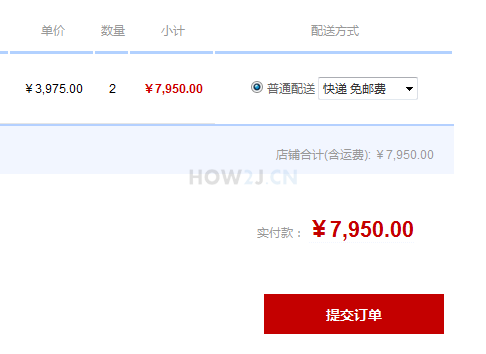 单价 数量 小计 配送方式
￥3,975.00 2 ￥7,950.00 普通配送 快递 免邮费
店铺合计(含运费): ￥7,950.00
HOW2J.CN
实付款： ￥7,950.00
提交订单